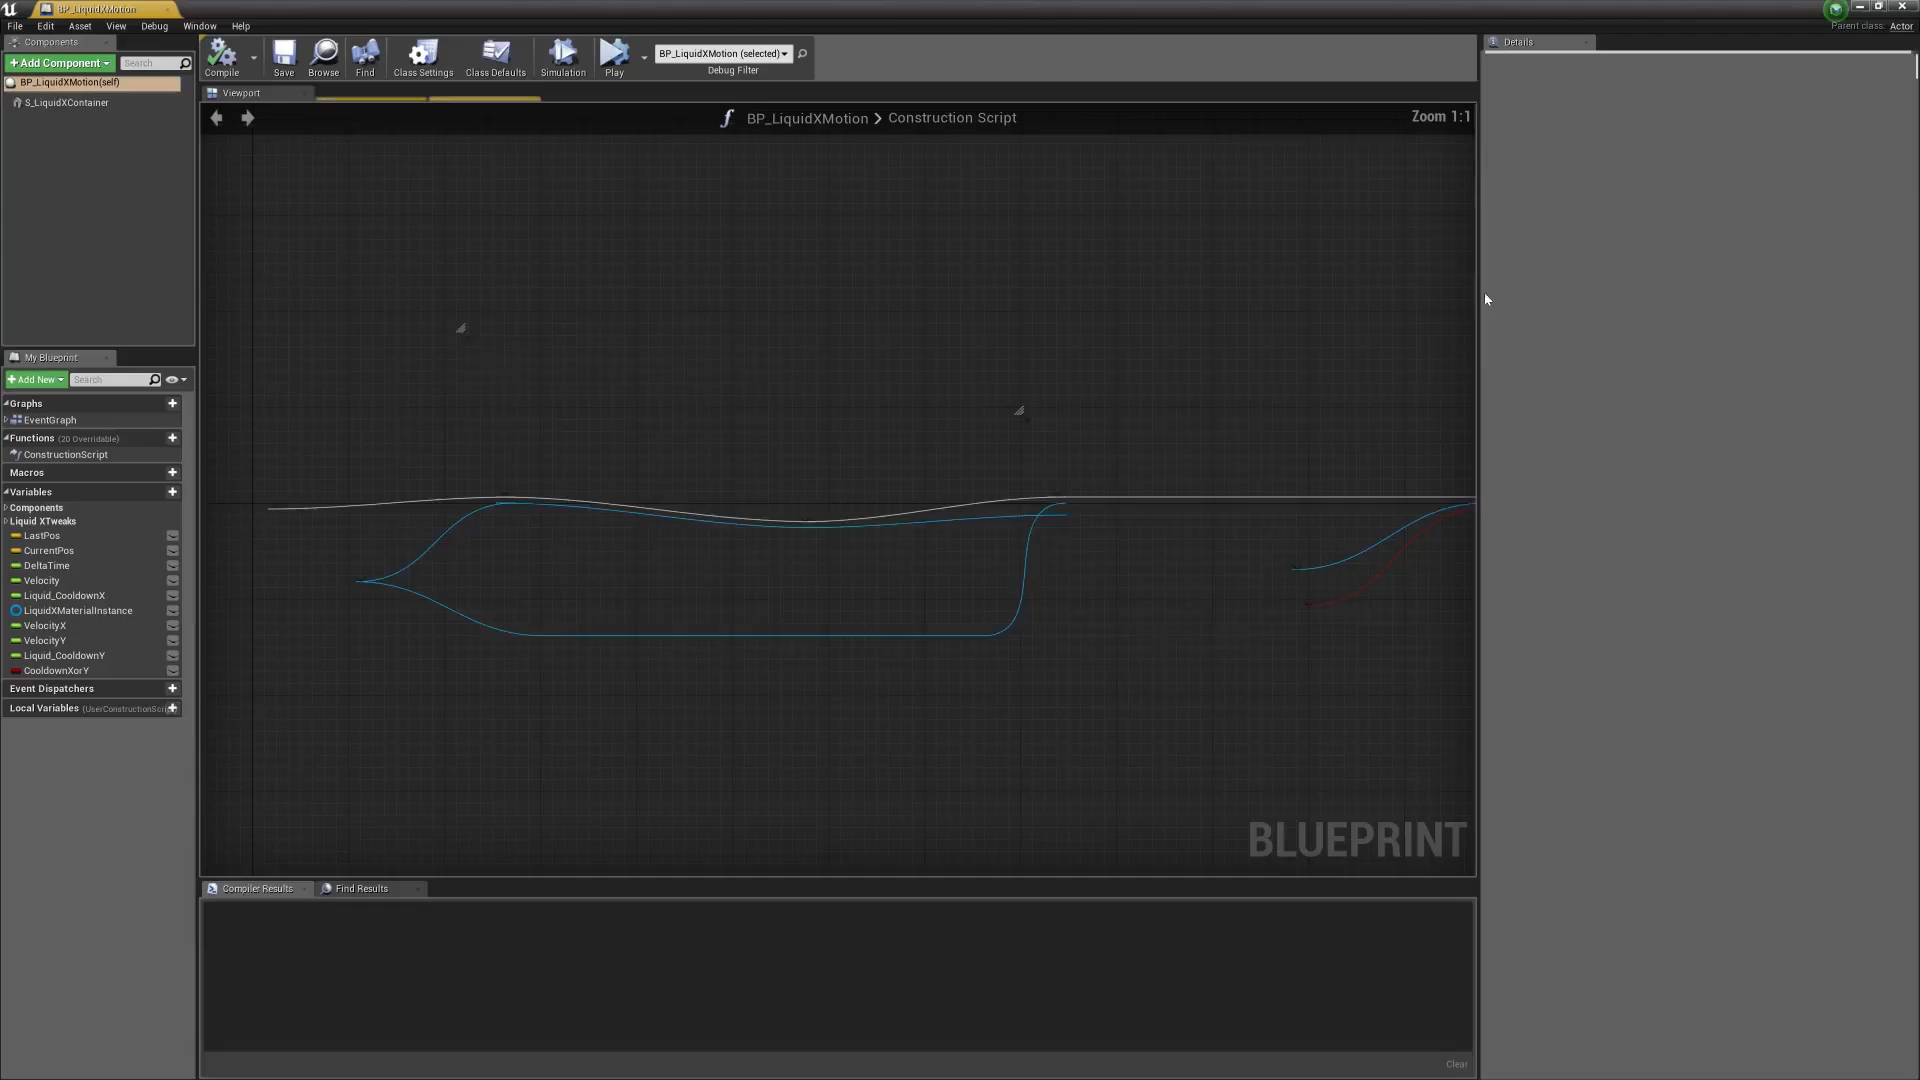 BP_LiquidXMotion
File Edit Asset View Debug Window Help
Parent class: Actor
Components
+Add Component
Search
BP_LiquidXMotion(self)
S_LiquidXContainer
Compile
Save
Browse
Find
Class Settings
Class Defaults
Simulation
Play
BP_LiquidXMotion (selected)
Debug Filter
Details
Viewport
BP_LiquidXMotion > Construction Script
Zoom 1:1
My Blueprint
+Add New
Search
Graphs
EventGraph
Functions (20 Overridable)
ConstructionScript
Macros
Variables
Components
Liquid XTweaks
LastPos
CurrentPos
DeltaTime
Velocity
Liquid_CooldownX
LiquidXMaterialInstance
VelocityX
VelocityY
Liquid_CooldownY
CooldownXorY
Event Dispatchers
Local Variables (UserConstructionScri
BLUEPRINT
Compiler Results
Find Results
Clear